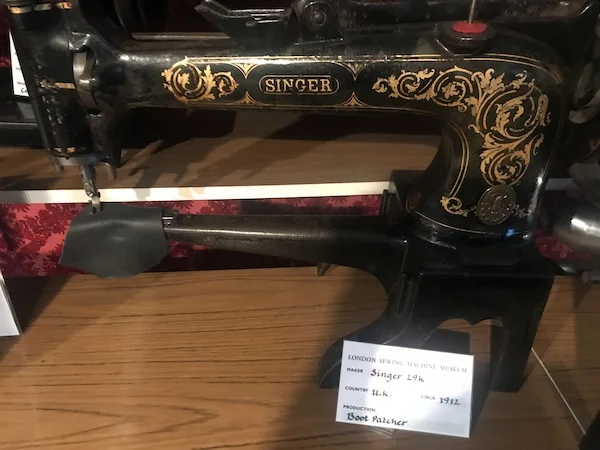 SINGER
LONDON SEWING MACHINE MUSEUM
MAKER Singer 29k
COUNTRY U.K. CIRCA 1912
PRODUCTION
Boot Patcher